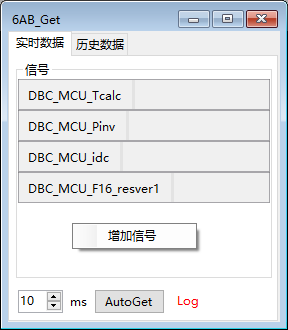 6AB_Get
实时数据 历史数据
信号
DBC_MCU_Tcalc
DBC_MCU_Pinv
DBC_MCU_idc
DBC_MCU_F16_resver1
增加信号
10 ms AutoGet Log